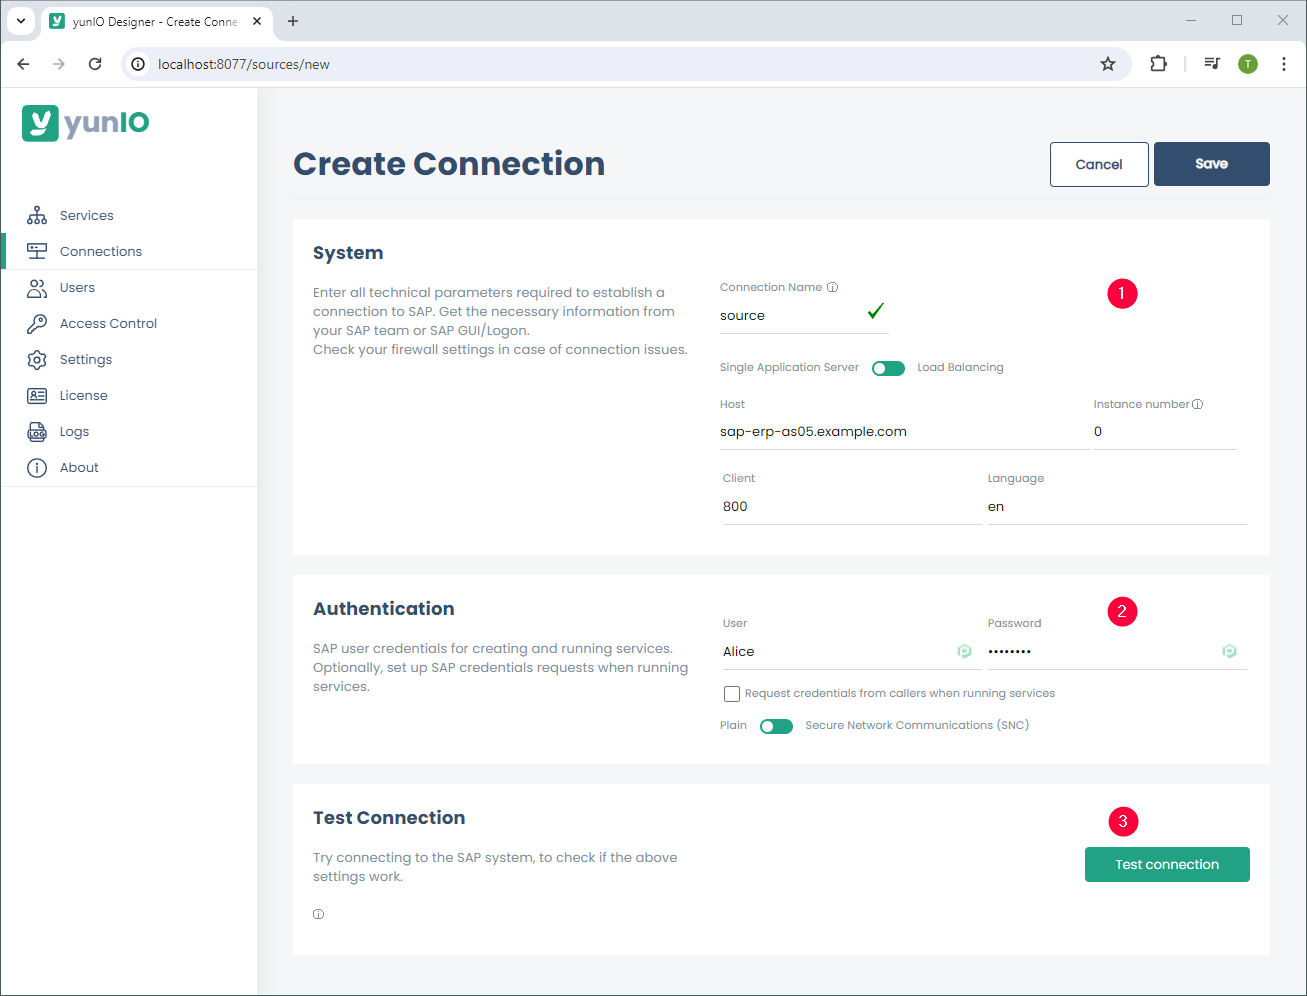 yunIO Designer - Create Conne
localhost:8077/sources/new
T
yunIO
Services
Connections
Users
Access Control
Settings
License
Logs
About
Create Connection
Cancel
Save
System
Enter all technical parameters required to establish a
connection to SAP. Get the necessary information from
your SAP team or SAP GUI/Logon.
Check your firewall settings in case of connection issues.
Connection Name
1
source
Single Application Server
Load Balancing
Host
Instance number
sap-erp-as05.example.com
0
Client
Language
800
en
Authentication
SAP user credentials for creating and running services.
Optionally, set up SAP credentials requests when running
services.
2
User
Password
Alice
••••••••
Request credentials from callers when running services
Plain
Secure Network Communications (SNC)
Test Connection
Try connecting to the SAP system, to check if the above
settings work.
3
Test connection